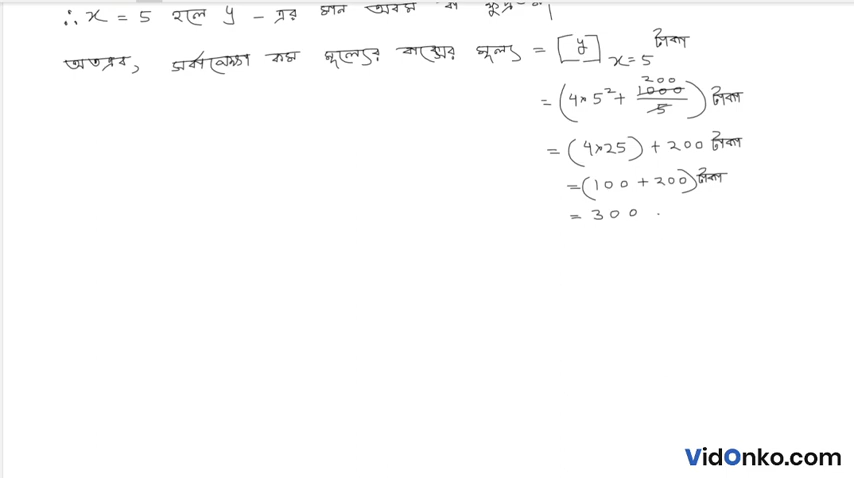 ∴ x = 5 হলে y - এর মান অবম বা ক্ষুদ্রতম।
অতএব, সর্বাপেক্ষা কম মূল্যের বাক্সের মূল্য = [y] x=5 টাকা
= (4×5² + 1000/5) টাকা 200
= (4×25) + 200 টাকা
= (100 + 200) টাকা
= 300
VidOnko.com